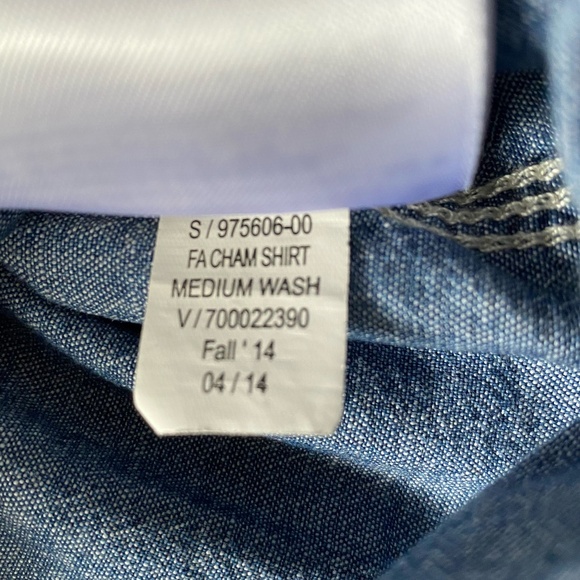 S / 975606-00
FA CHAM SHIRT
MEDIUM WASH
V / 700022390
Fall ' 14
04 / 14